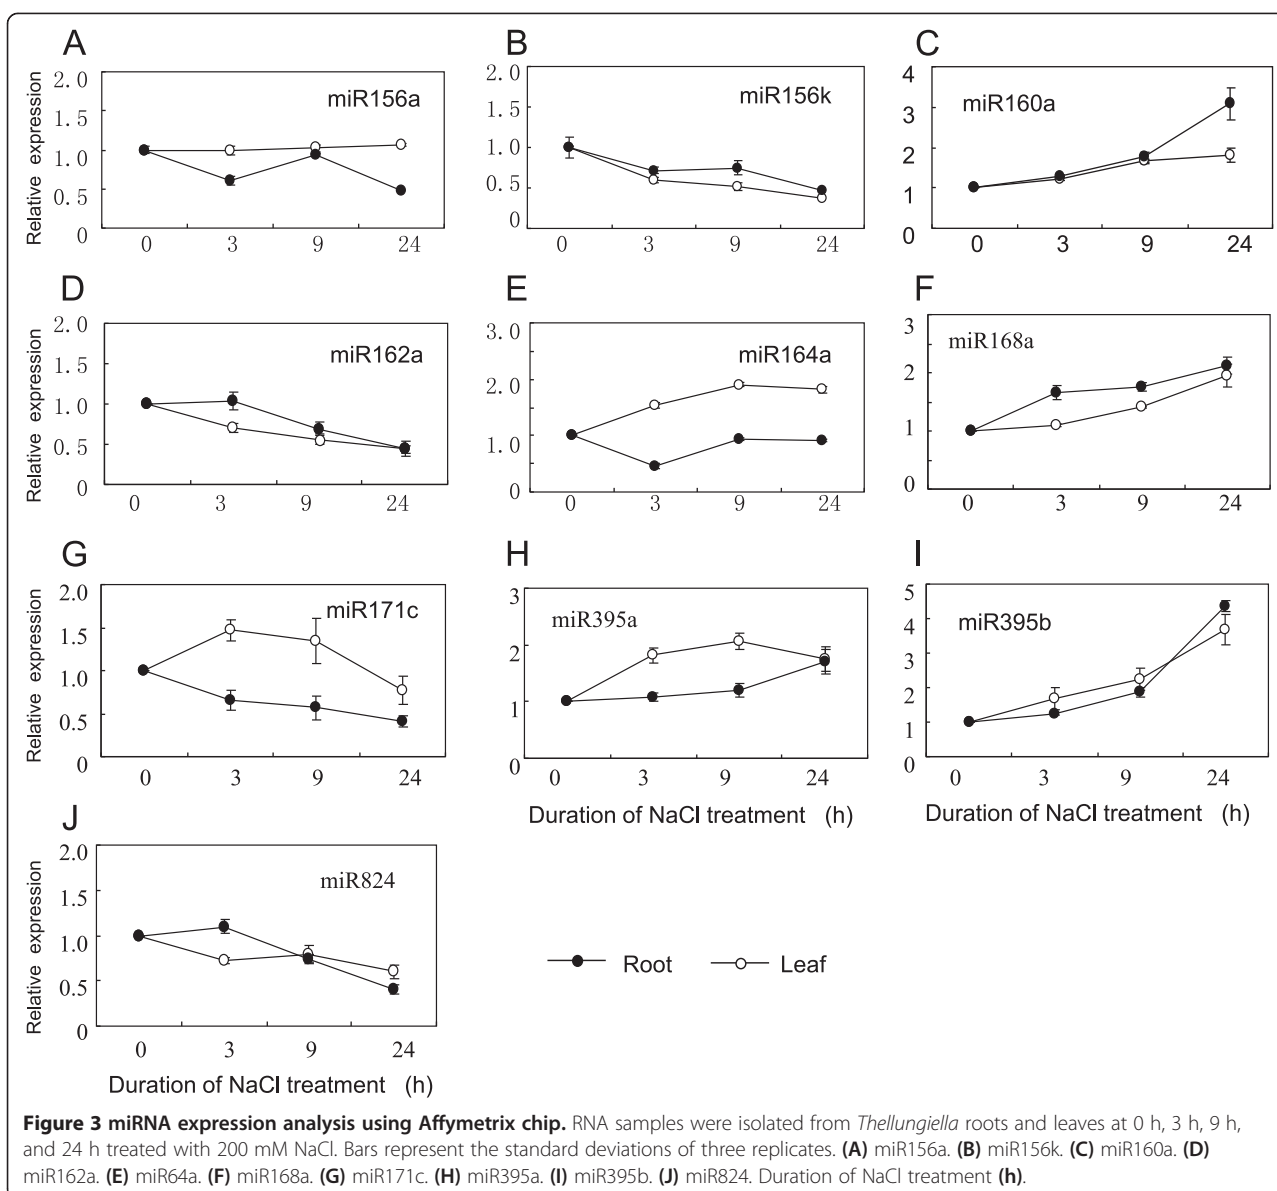 A
2.0
1.5
1.0
0.5
0
Relative expression
miR156a
0 3 9 24
B
2.0
1.5
1.0
0.5
0
miR156k
0 3 9 24
C
4
3
2
1
0
miR160a
0 3 9 24
D
2.0
1.5
1.0
0.5
0
Relative expression
miR162a
0 3 9 24
E
3.0
2.0
1.0
0
miR164a
0 3 9 24
F
3
2
1
0
miR168a
0 3 9 24
G
2.0
1.5
1.0
0.5
0
Relative expression
miR171c
0 3 9 24
H
3
2
1
0
miR395a
0 3 9 24
Duration of NaCl treatment (h)
I
5
4
3
2
1
0
miR395b
0 3 9 24
Duration of NaCl treatment (h)
J
2.0
1.5
1.0
0.5
0
Relative expression
miR824
0 3 9 24
Duration of NaCl treatment (h)
Root Leaf
Figure 3 miRNA expression analysis using Affymetrix chip. RNA samples were isolated from Thellungiella roots and leaves at 0 h, 3 h, 9 h,
and 24 h treated with 200 mM NaCl. Bars represent the standard deviations of three replicates. (A) miR156a. (B) miR156k. (C) miR160a. (D)
miR162a. (E) miR64a. (F) miR168a. (G) miR171c. (H) miR395a. (I) miR395b. (J) miR824. Duration of NaCl treatment (h).